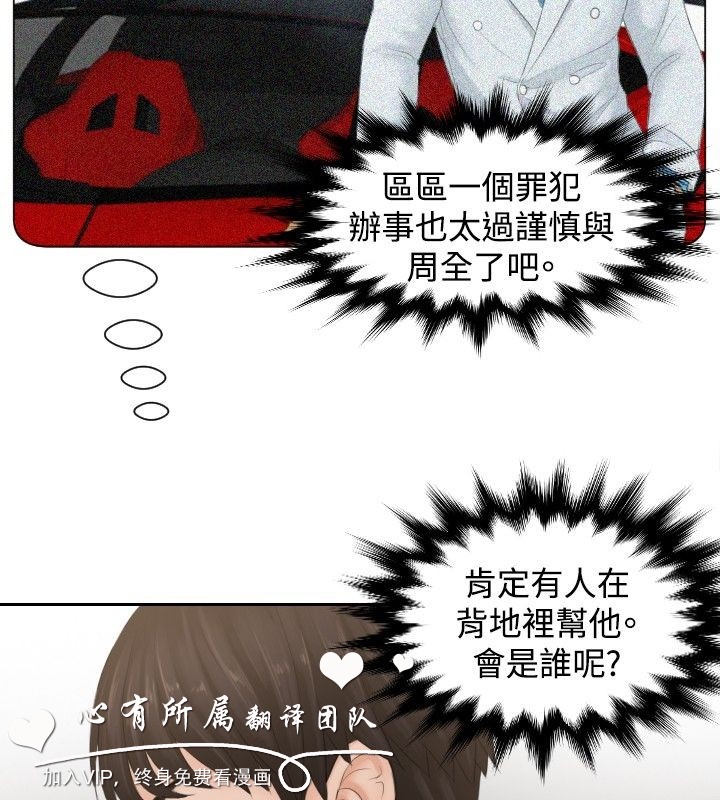 區區一個罪犯
辦事也太過謹慎與
周全了吧。
肯定有人在
背地裡幫他。
會是誰呢?
心有所属翻译团队
加入V.I.P，终身免费看漫画